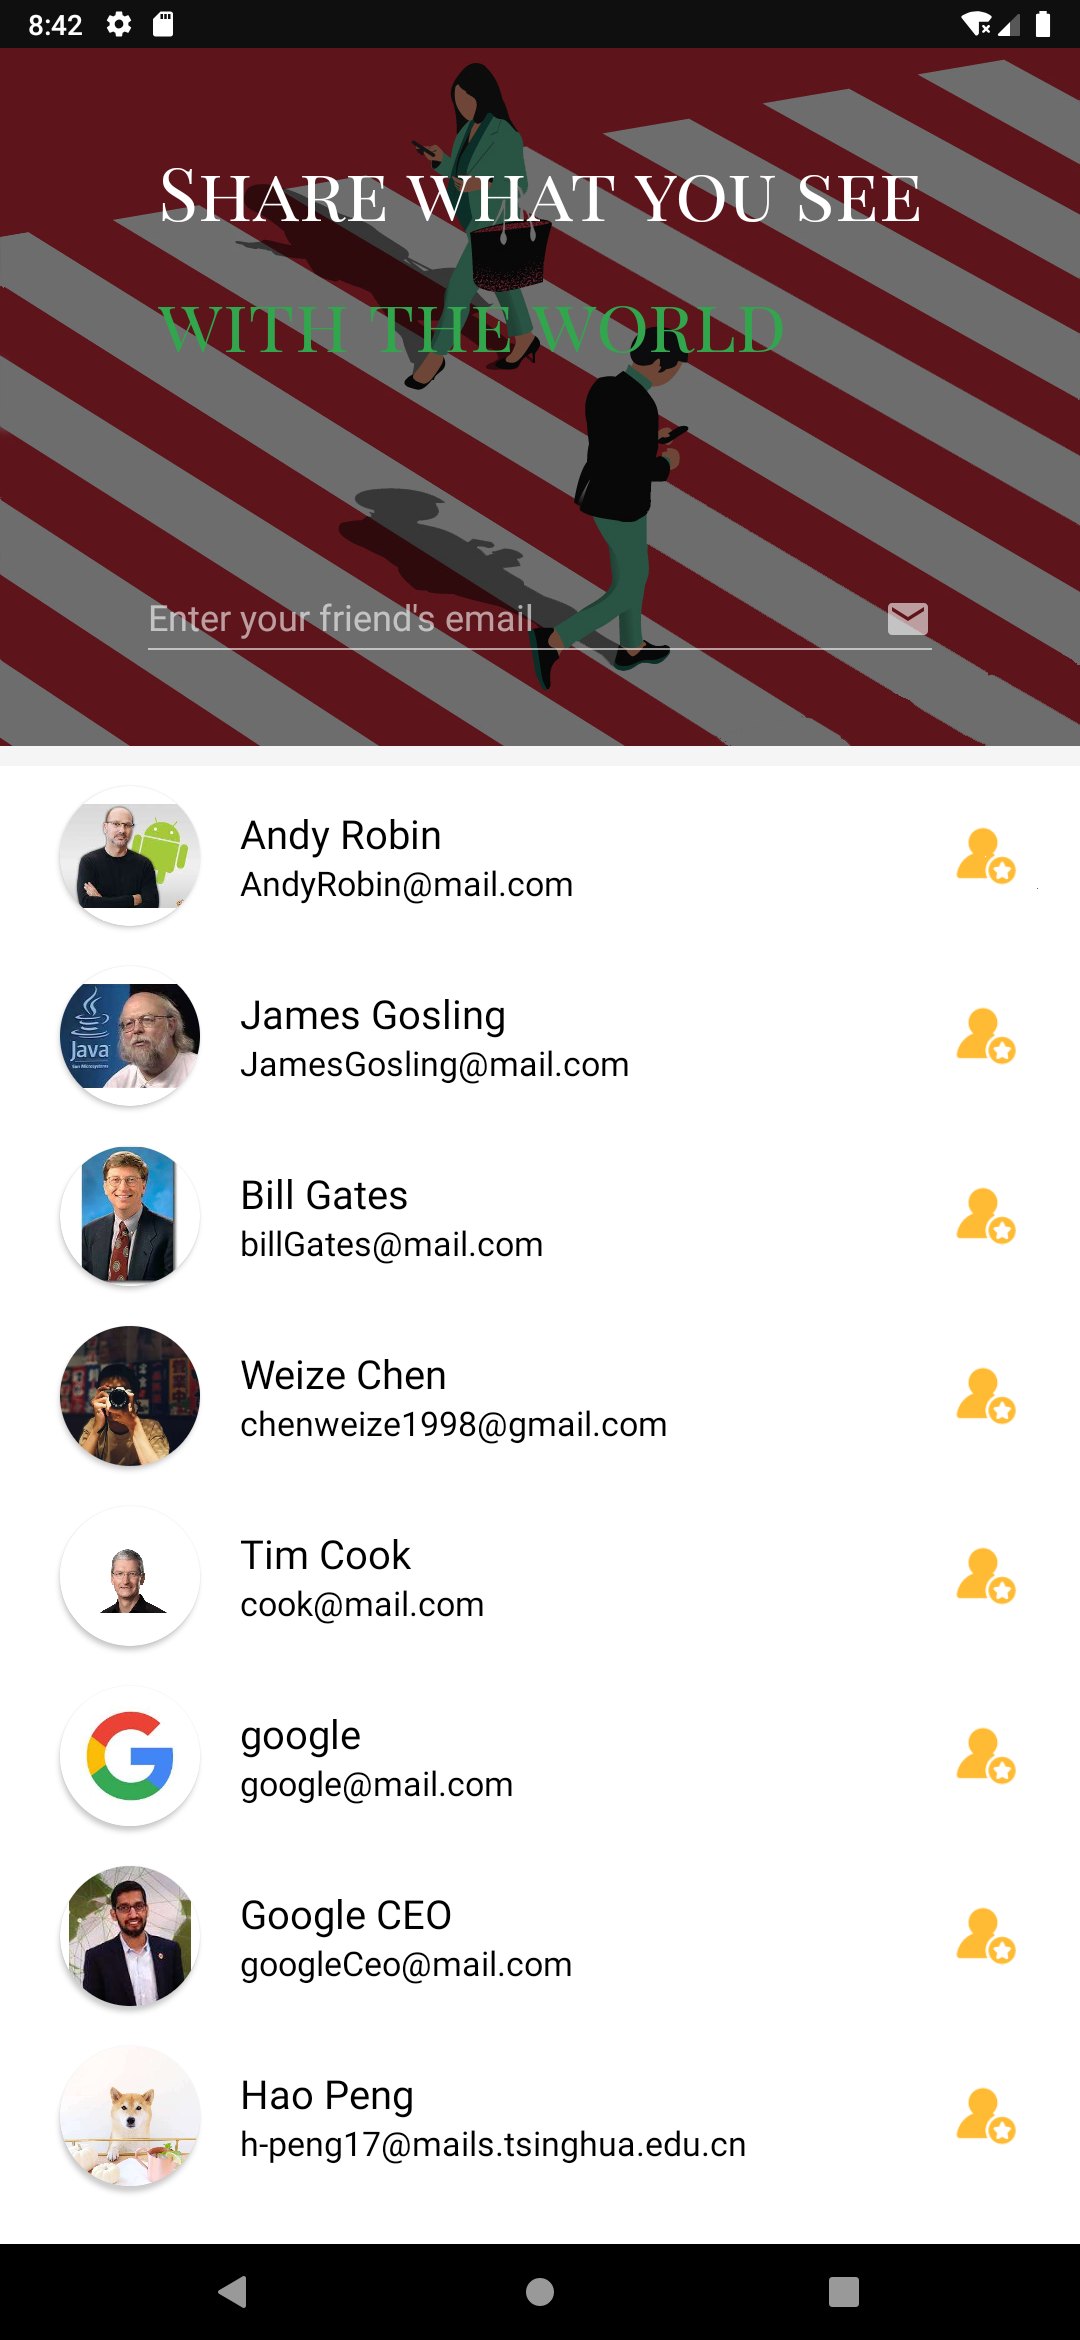 8:42
Share what you see
with the world
Enter your friend's email
Andy Robin
AndyRobin@mail.com
Java
James Gosling
JamesGosling@mail.com
Bill Gates
billGates@mail.com
Weize Chen
chenweize1998@gmail.com
Tim Cook
cook@mail.com
google
google@mail.com
Google CEO
googleCeo@mail.com
Hao Peng
h-peng17@mails.tsinghua.edu.cn